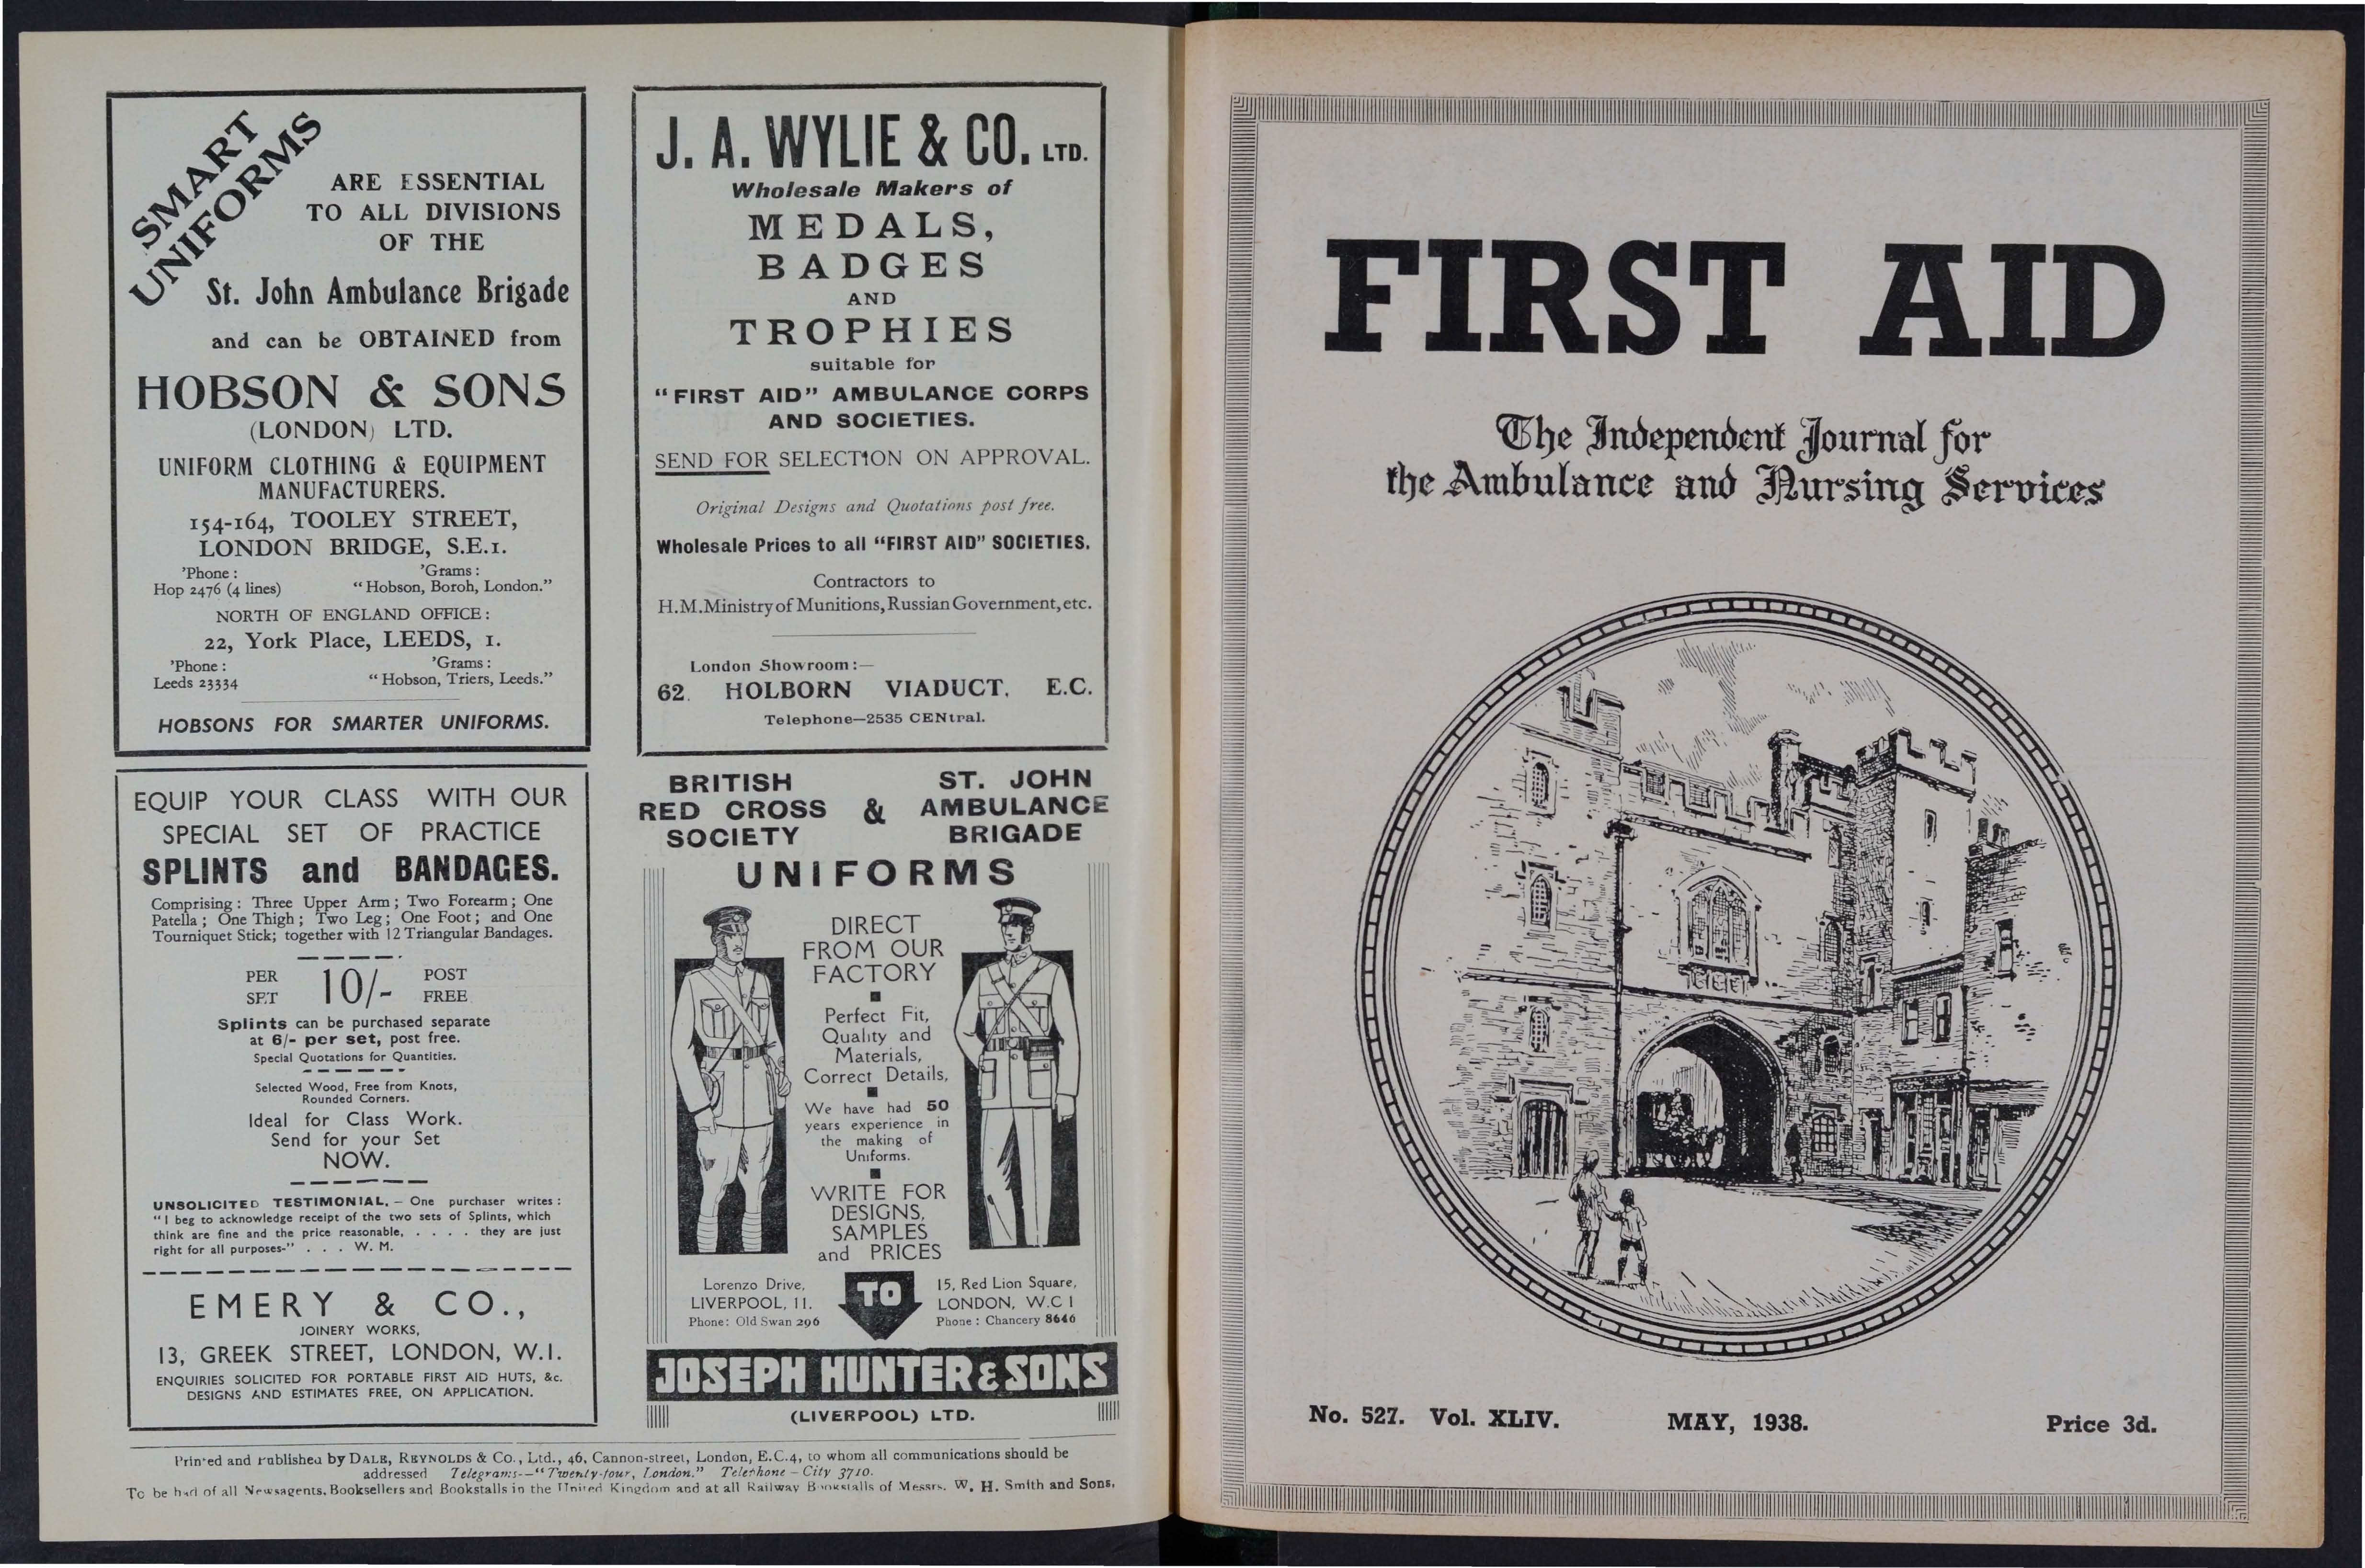 SMART
UNIFORMS
ARE ESSENTIAL
TO ALL DIVISIONS
OF THE
St. John Ambulance Brigade
and can be OBTAINED from
HOBSON & SONS
(LONDON) LTD.
UNIFORM CLOTHING & EQUIPMENT
MANUFACTURERS.
154-164, TOOLEY STREET,
LONDON BRIDGE, S.E.1.
'Phone : 'Grams :
Hop 2476 (4 lines) "Hobson, Boroh, London."
NORTH OF ENGLAND OFFICE :
22, York Place, LEEDS, 1.
'Phone : 'Grams :
Leeds 23334 "Hobson, Triers, Leeds."
HOBSONS FOR SMARTER UNIFORMS.
EQUIP YOUR CLASS WITH OUR
SPECIAL SET OF PRACTICE
SPLINTS and BANDAGES.
Comprising : Three Upper Arm ; Two Forearm ; One
Patella ; One Thigh ; Two Leg ; One Foot ; and One
Tourniquet Stick; together with 12 Triangular Bandages.
PER SET 10/- POST FREE
Splints can be purchased separate
at 6/- per set, post free.
Special Quotations for Quantities.
Selected Wood, Free from Knots,
Rounded Corners.
Ideal for Class Work.
Send for your Set
NOW.
UNSOLICITED TESTIMONIAL, — One purchaser writes :
"I beg to acknowledge receipt of the two sets of Splints, which
think are fine and the price reasonable, . . . . they are just
right for all purposes-" . . . W. M.
EMERY & CO.,
JOINERY WORKS,
13, GREEK STREET, LONDON, W.1.
ENQUIRIES SOLICITED FOR PORTABLE FIRST AID HUTS, &c.
DESIGNS AND ESTIMATES FREE, ON APPLICATION.
J. A. WYLIE & CO. LTD.
Wholesale Makers of
MEDALS,
BADGES
AND
TROPHIES
suitable for
"FIRST AID" AMBULANCE CORPS
AND SOCIETIES.
SEND FOR SELECTION ON APPROVAL.
Original Designs and Quotations post free.
Wholesale Prices to all "FIRST AID" SOCIETIES.
Contractors to
H.M. Ministry of Munitions, Russian Government, etc.
London Showroom :—
62, HOLBORN VIADUCT, E.C.
Telephone—2535 CENtral.
BRITISH
RED CROSS
SOCIETY
&
ST. JOHN
AMBULANCE
BRIGADE
UNIFORMS
DIRECT
FROM OUR
FACTORY
Perfect Fit,
Quality and
Materials,
Correct Details,
We have had 50
years experience in
the making of
Uniforms.
WRITE FOR
DESIGNS,
SAMPLES
and PRICES
TO
Lorenzo Drive,
LIVERPOOL, 11.
Phone: Old Swan 296
15, Red Lion Square,
LONDON, W.C 1
Phone : Chancery 8646
JOSEPH HUNTER & SONS
(LIVERPOOL) LTD.
Printed and published by DALE, REYNOLDS & Co., Ltd., 46, Cannon-street, London, E.C.4, to whom all communications should be
addressed Telegrams--"Twenty-four, London." Telephone – City 3710.
To be had of all Newsagents, Booksellers and Bookstalls in the United Kingdom and at all Railway Bookstalls of Messrs. W. H. Smith and Sons,
FIRST AID
The Independent Journal for
the Ambulance and Nursing Services
No. 527. Vol. XLIV. MAY, 1938. Price 3d.